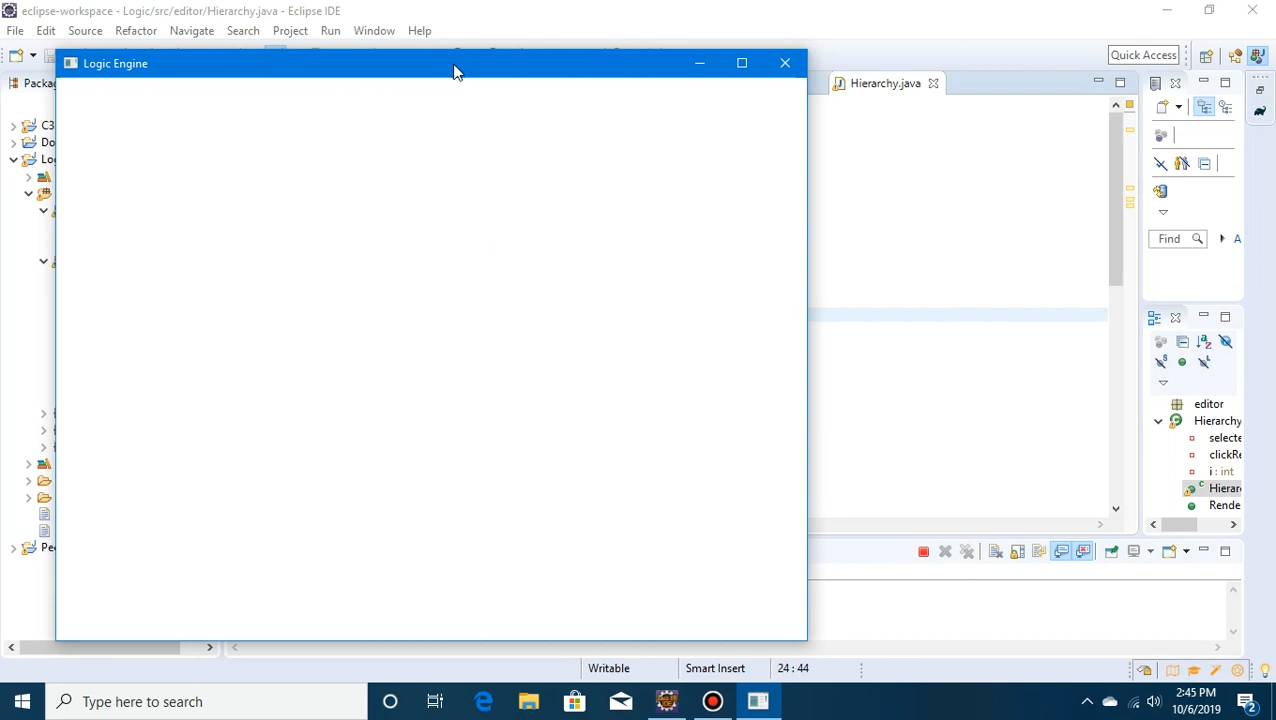 eclipse-workspace - Logic/src/editor/Hierarchy.java - Eclipse IDE
File Edit Source Refactor Navigate Search Project Run Window Help
Quick Access
Logic Engine
Hierarchy.java
Find
A
editor
Hierarchy
selecte
clickRe
i : int
Hierar
Rende
Writable
Smart Insert
24 : 44
Type here to search
2:45 PM
10/6/2019
2